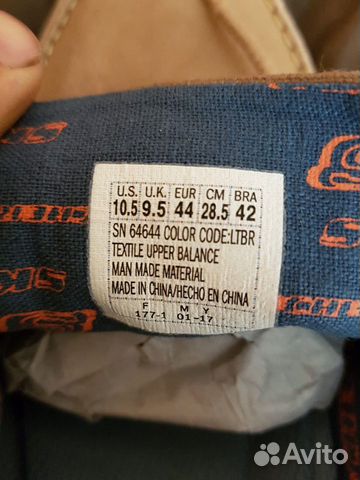 U.S. U.K. EUR CM BRA
10.5 9.5 44 28.5 42
SN 64644 COLOR CODE:LTBR
TEXTILE UPPER BALANCE
MAN MADE MATERIAL
MADE IN CHINA/HECHO EN CHINA
F M Y
177-1 01-17
Avito